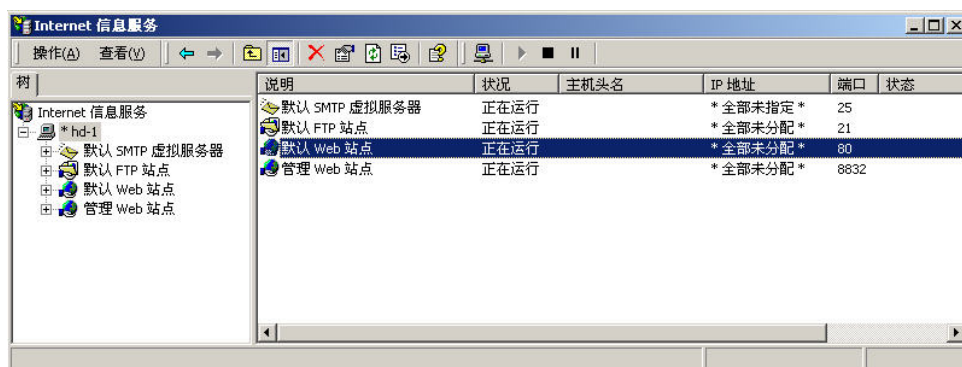 Internet 信息服务
操作(A) 查看(V)
树
说明 状况 主机头名 IP 地址 端口 状态
Internet 信息服务
* hd-1
默认 SMTP 虚拟服务器
默认 FTP 站点
默认 Web 站点
管理 Web 站点
默认 SMTP 虚拟服务器 正在运行 * 全部未指定 * 25
默认 FTP 站点 正在运行 * 全部未分配 * 21
默认 Web 站点 正在运行 * 全部未分配 * 80
管理 Web 站点 正在运行 * 全部未分配 * 8832